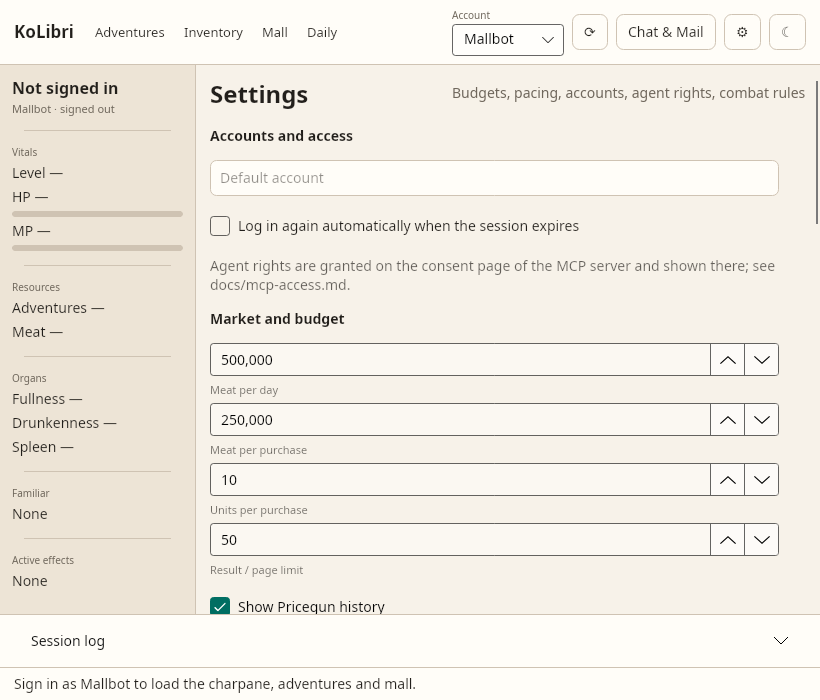 KoLibri
Adventures
Inventory
Mall
Daily
Account
Mallbot
Chat & Mail
Not signed in
Mallbot · signed out
Vitals
Level —
HP —
MP —
Resources
Adventures —
Meat —
Organs
Fullness —
Drunkenness —
Spleen —
Familiar
None
Active effects
None
Settings
Budgets, pacing, accounts, agent rights, combat rules
Accounts and access
Default account
Log in again automatically when the session expires
Agent rights are granted on the consent page of the MCP server and shown there; see
docs/mcp-access.md.
Market and budget
500,000
Meat per day
250,000
Meat per purchase
10
Units per purchase
50
Result / page limit
Show Pricegun history
Session log
Sign in as Mallbot to load the charpane, adventures and mall.